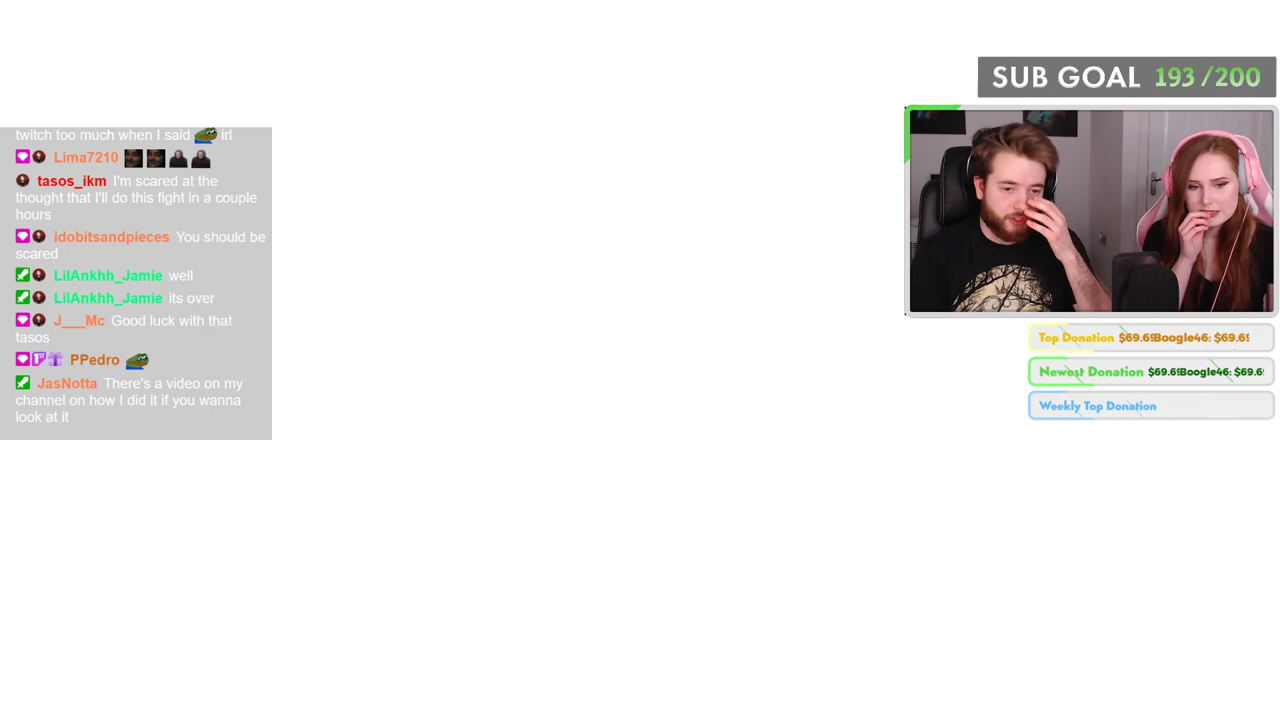 twitch too much when I said irl
Lima7210
tasos_ikm I'm scared at the
thought that I'll do this fight in a couple
hours
idobitsandpieces You should be
scared
LilAnkhh_Jamie well
LilAnkhh_Jamie its over
J___Mc Good luck with that
tasos
PPedro
JasNotta There's a video on my
channel on how I did it if you wanna
look at it
SUB GOAL 193/200
Top Donation $69.69 Boogle46: $69.69
Newest Donation $69.69 Boogle46: $69.6
Weekly Top Donation